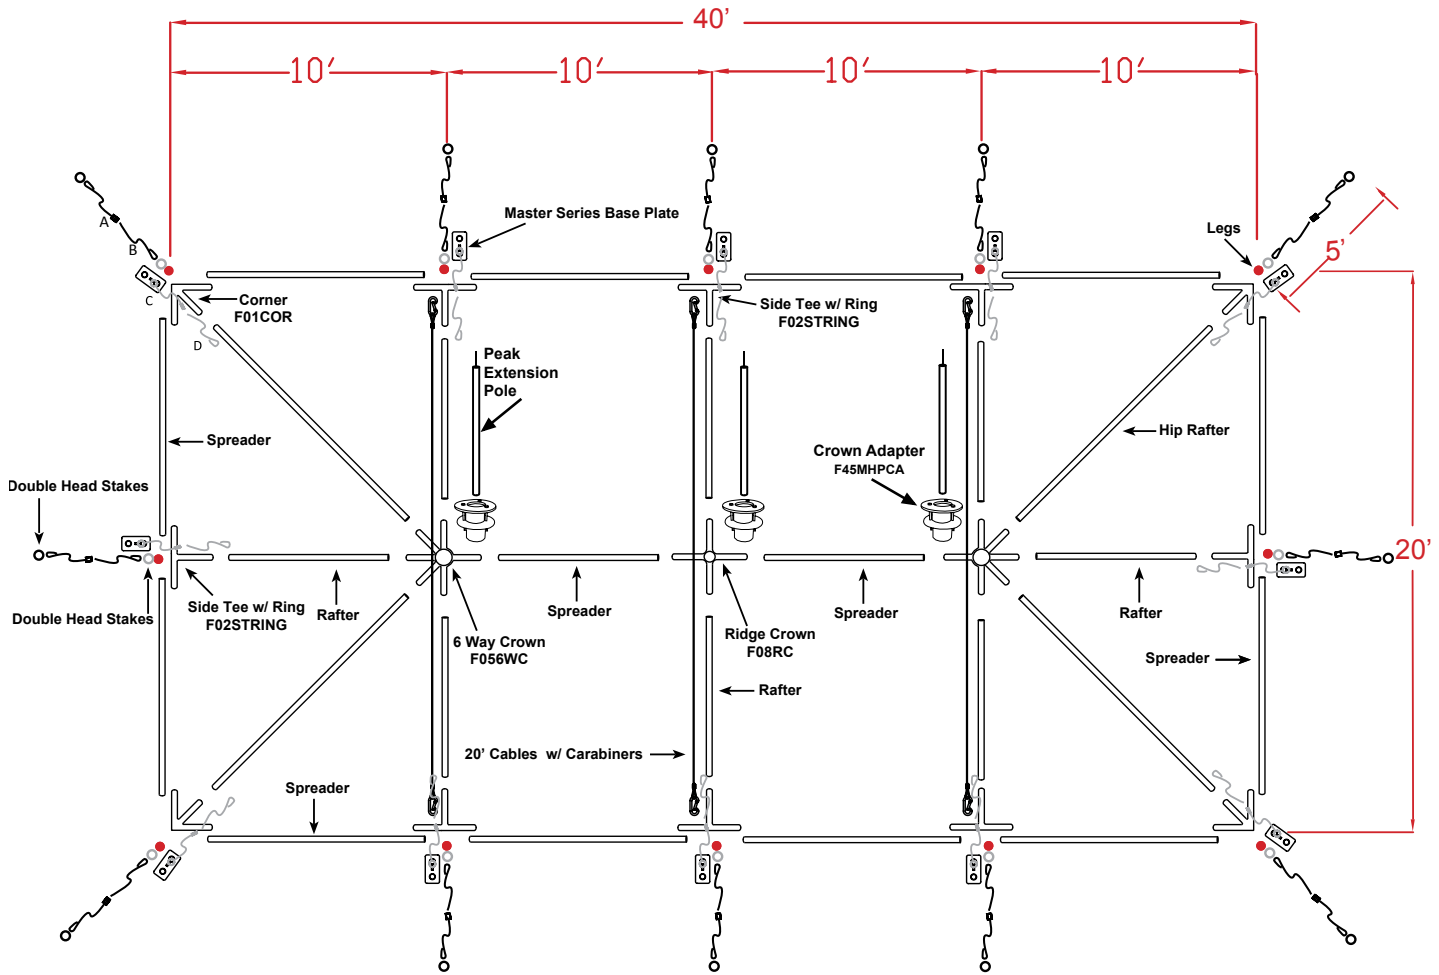 40'
10'
10'
10'
10'
Master Series Base Plate
Legs
5'
A
B
C
D
Corner
F01COR
Side Tee w/ Ring
F02STRING
Peak
Extension
Pole
Spreader
Hip Rafter
Crown Adapter
F45MHPCA
Double Head Stakes
20'
Double Head Stakes
Side Tee w/ Ring
F02STRING
Rafter
Spreader
Spreader
Rafter
6 Way Crown
F056WC
Ridge Crown
F08RC
Spreader
Rafter
20' Cables w/ Carabiners
Spreader